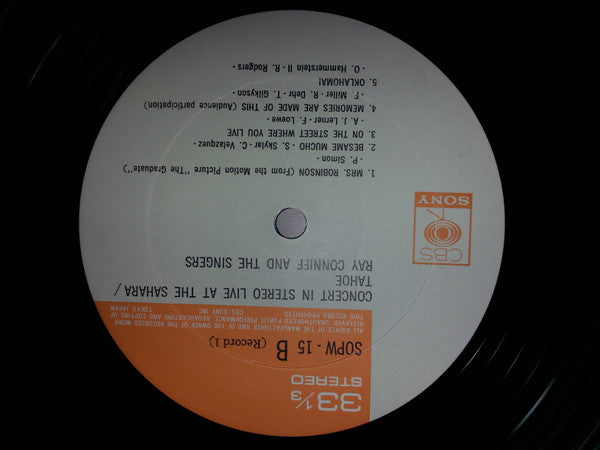 33 1/3
STEREO
SOPW - 15 B (Record 1)
ALL RIGHTS OF THE MANUFACTURER AND OF THE OWNER OF THE RECORDED WORK
RESERVED UNAUTHORIZED PUBLIC PERFORMANCE BROADCASTING AND COPYING OF
THIS RECORD PROHIBITED CBS/SONY INC. TOKYO JAPAN
CONCERT IN STEREO LIVE AT THE SAHARA/
TAHOE
RAY CONNIFF AND THE SINGERS
CBS
SONY
1. MRS. ROBINSON (From the Motion Picture "The Graduate")
- P. Simon -
2. BESAME MUCHO - S. Skylar - C. Velazquez -
3. ON THE STREET WHERE YOU LIVE
- A. J. Lerner - F. Loewe -
4. MEMORIES ARE MADE OF THIS (Audience participation)
- F. Miller - R. Dehr - T. Gilkyson -
5. OKLAHOMA!
- O. Hammerstein II - R. Rodgers -